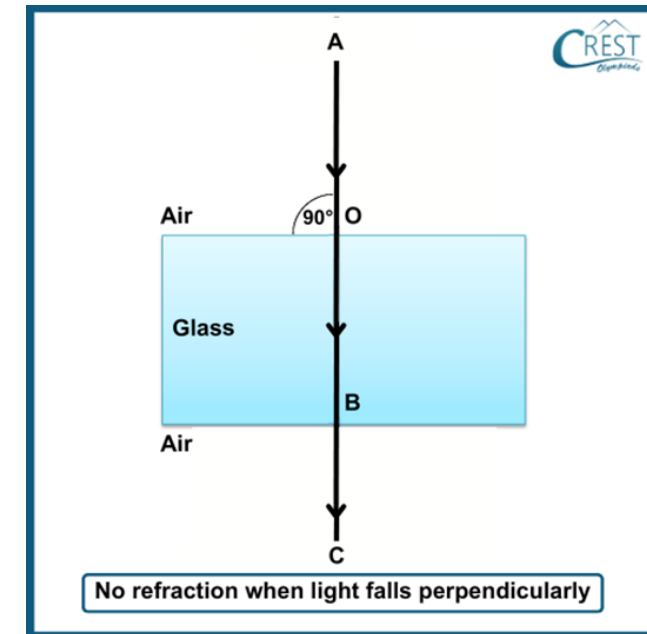 A
CREST
Olympiads
Air
90° O
Glass
B
Air
C
No refraction when light falls perpendicularly